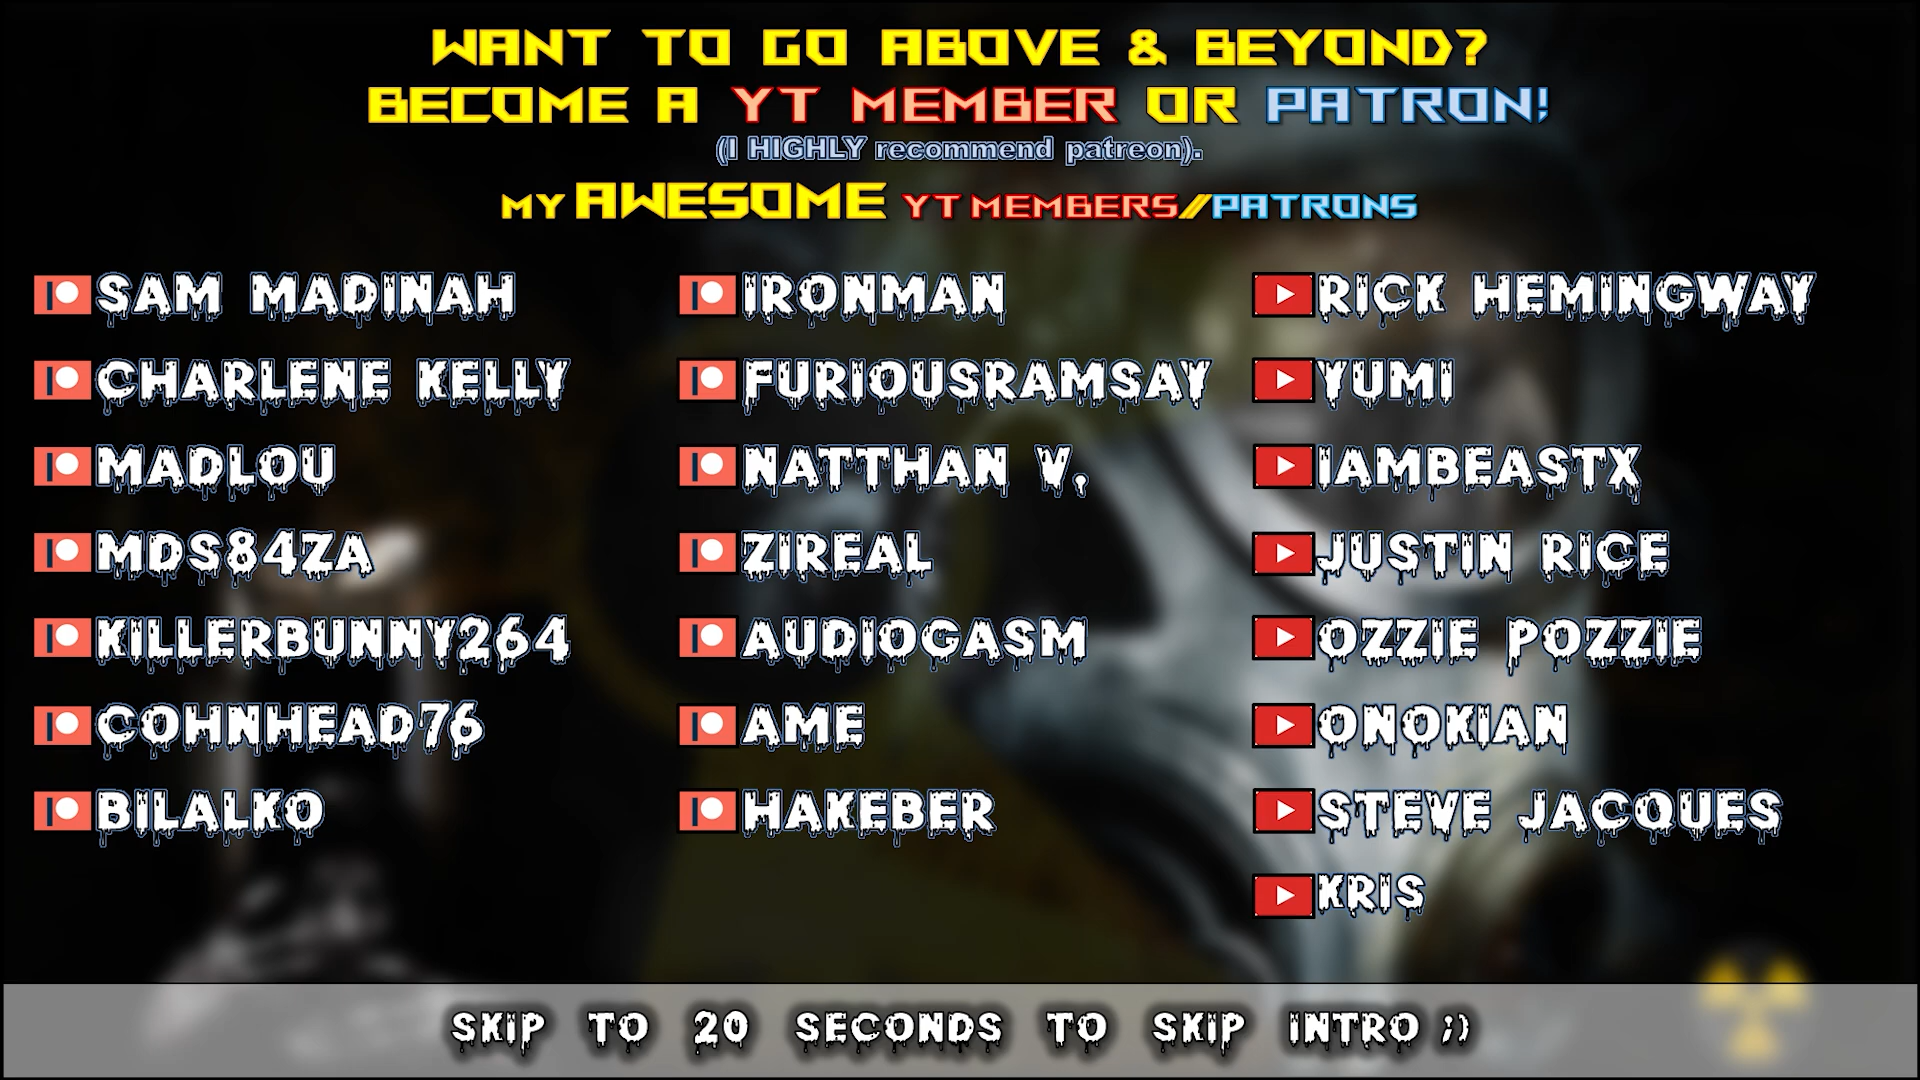 WANT TO GO ABOVE & BEYOND?
BECOME A YT MEMBER OR PATRON!
(I HIGHLY recommend patreon).
MY AWESOME YT MEMBERS//PATRONS
SAM MADINAH
CHARLENE KELLY
MADLOU
MDS84ZA
KILLERBUNNY264
COHNHEAD76
BILALKO
IRONMAN
FURIOUSRAMSAY
NATTHAN V.
ZIREAL
AUDIOGASM
AME
HAKEBER
RICK HEMINGWAY
YUMI
IAMBEASTX
JUSTIN RICE
OZZIE POZZIE
ONOKIAN
STEVE JACQUES
KRIS
SKIP TO 20 SECONDS TO SKIP INTRO ;)